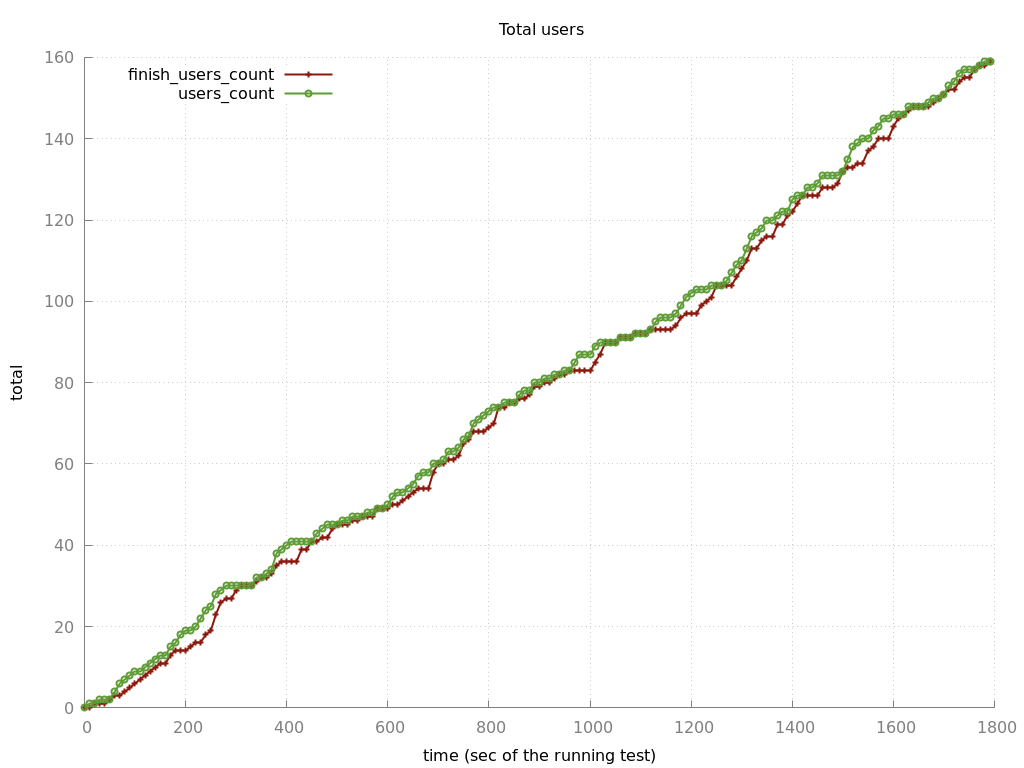 Total users
finish_users_count
users_count
160
140
120
100
80
60
40
20
0
total
0 200 400 600 800 1000 1200 1400 1600 1800
time (sec of the running test)